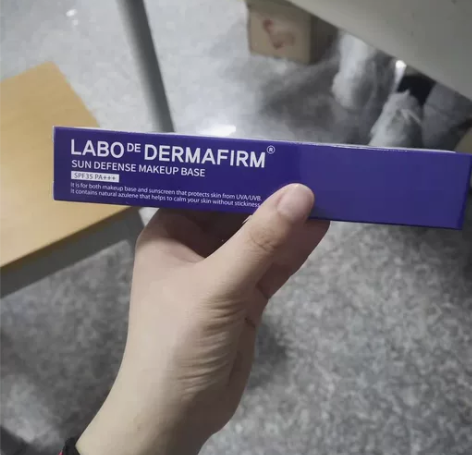 LABO DE DERMAFIRM®
SUN DEFENSE MAKEUP BASE
SPF35 PA+++
It is for both makeup base and sunscreen that protects skin from UVA/UVB.
It contains natural azulene that helps to calm your skin without stickiness